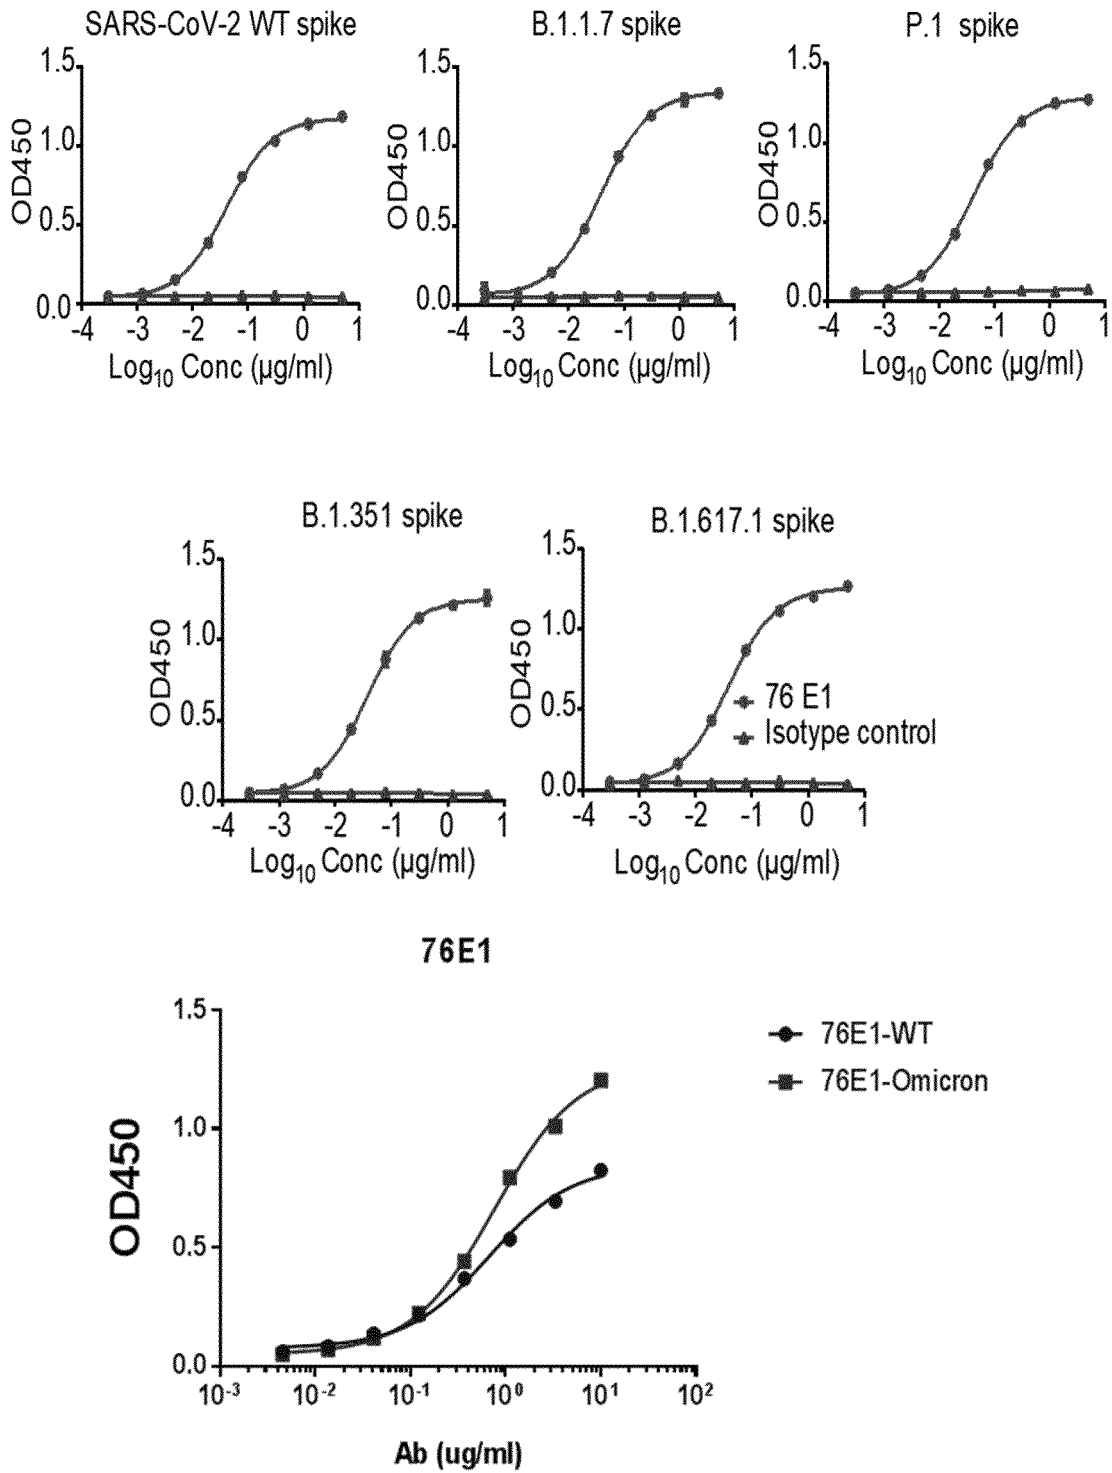 SARS-CoV-2 WT spike
1.5
1.0
0.5
0.0
OD450
-4 -3 -2 -1 0 1
Log10 Conc (µg/ml)
B.1.1.7 spike
1.5
1.0
0.5
0.0
OD450
-4 -3 -2 -1 0 1
Log10 Conc (µg/ml)
P.1 spike
1.5
1.0
0.5
0.0
OD450
-4 -3 -2 -1 0 1
Log10 Conc (µg/ml)
B.1.351 spike
1.5
1.0
0.5
0.0
OD450
-4 -3 -2 -1 0 1
Log10 Conc (µg/ml)
B.1.617.1 spike
1.5
1.0
0.5
0.0
OD450
76 E1
Isotype control
-4 -3 -2 -1 0 1
Log10 Conc (µg/ml)
76E1
1.5
1.0
0.5
0.0
OD450
76E1-WT
76E1-Omicron
10-3 10-2 10-1 100 101 102
Ab (ug/ml)